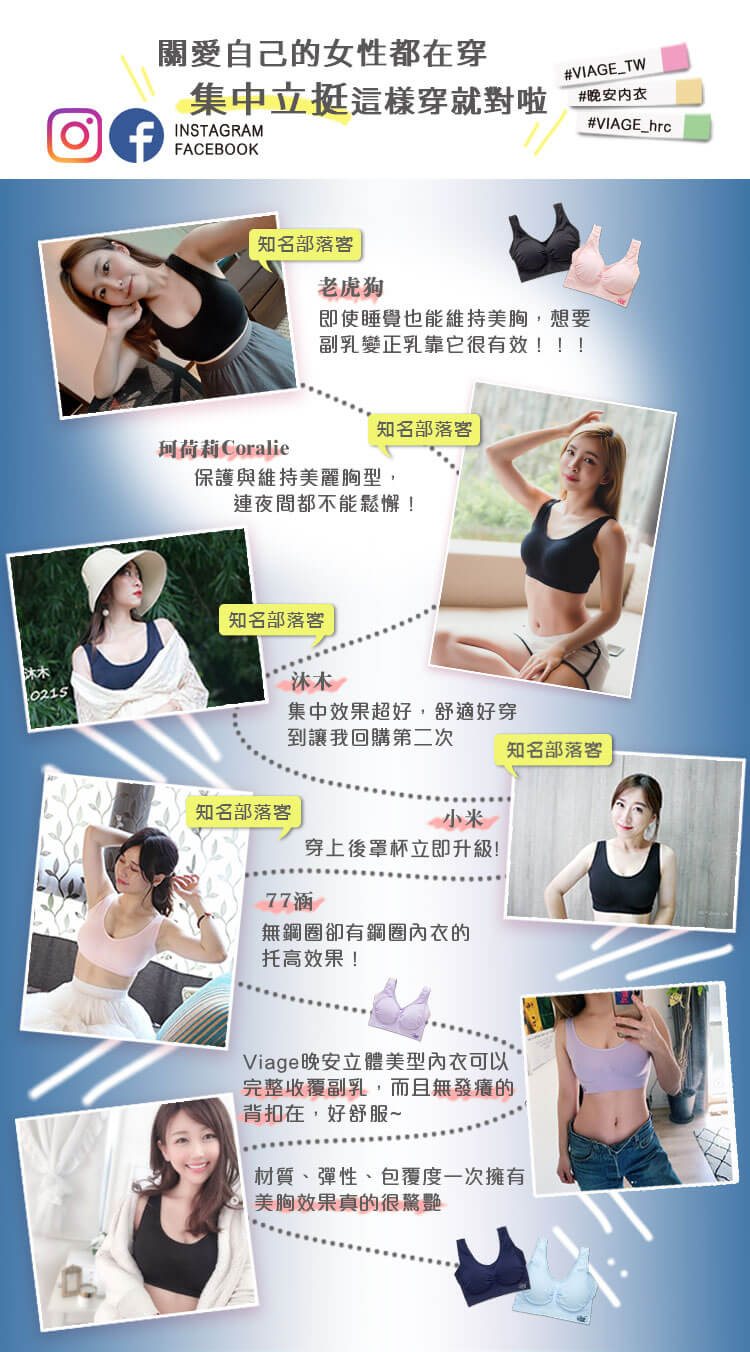 關愛自己的女性都在穿
集中立挺這樣穿就對啦
INSTAGRAM
FACEBOOK
#VIAGE_TW
#晚安內衣
#VIAGE_hrc
知名部落客
老虎狗
即使睡覺也能維持美胸，想要
副乳變正乳靠它很有效！！！
知名部落客
珂荷莉Coralie
保護與維持美麗胸型，
連夜間都不能鬆懈！
沐木
.0215
知名部落客
沐木
集中效果超好，舒適好穿
到讓我回購第二次
知名部落客
小米
穿上後罩杯立即升級!
知名部落客
77涵
無鋼圈卻有鋼圈內衣的
托高效果！
Viage晚安立體美型內衣可以
完整收覆副乳，而且無發癢的
背扣在，好舒服~
材質、彈性、包覆度一次擁有
美胸效果真的很驚艷